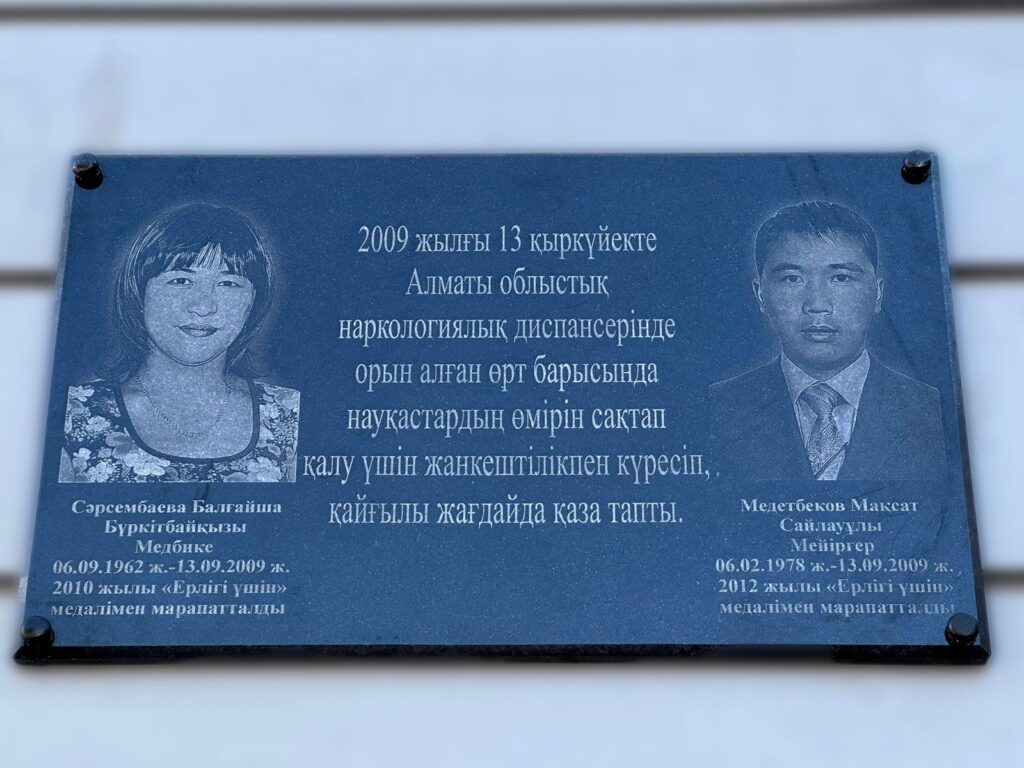 2009 жылғы 13 қыркүйекте
Алматы облыстық
наркологиялық диспансерінде
орын алған өрт барысында
науқастардың өмірін сақтап
қалу үшін жанкештілікпен күресіп,
қайғылы жағдайда қаза тапты.
Сәрсембаева Балғайша
Бүркітбайқызы
Медбике
06.09.1962 ж.-13.09.2009 ж.
2010 жылы «Ерлігі үшін»
медалімен марапатталды
Медетбеков Мақсат
Сайлауұлы
Мейіргер
06.02.1978 ж.-13.09.2009 ж.
2012 жылы «Ерлігі үшін»
медалімен марапатталды